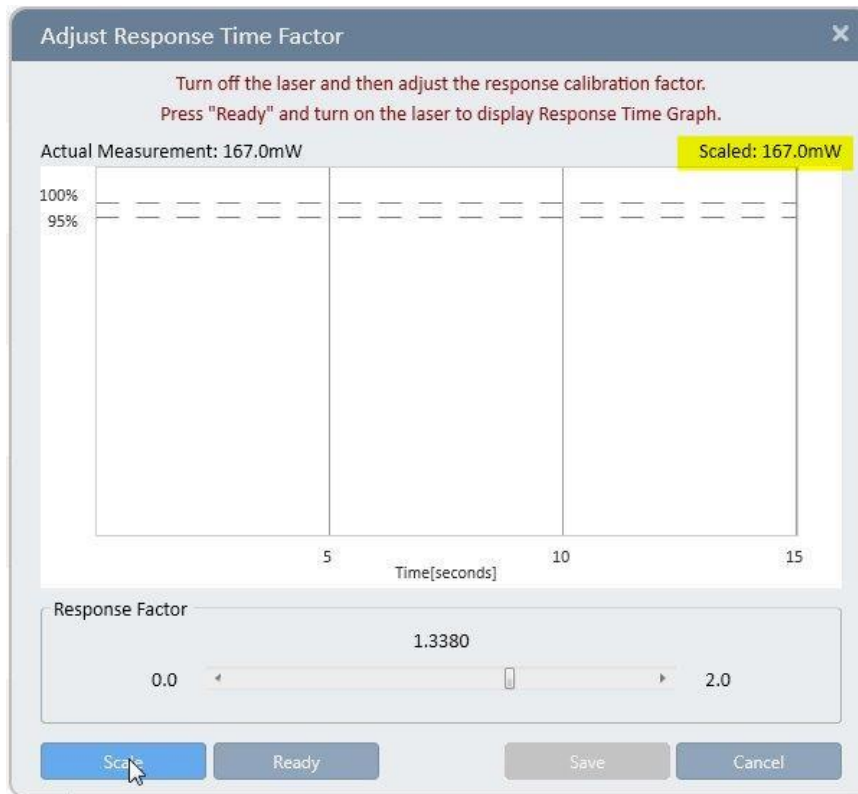 Adjust Response Time Factor
Turn off the laser and then adjust the response calibration factor.
Press "Ready" and turn on the laser to display Response Time Graph.
Actual Measurement: 167.0mW Scaled: 167.0mW
100%
95%
5 10 15
Time[seconds]
Response Factor
1.3380
0.0 2.0
Scale Ready Save Cancel